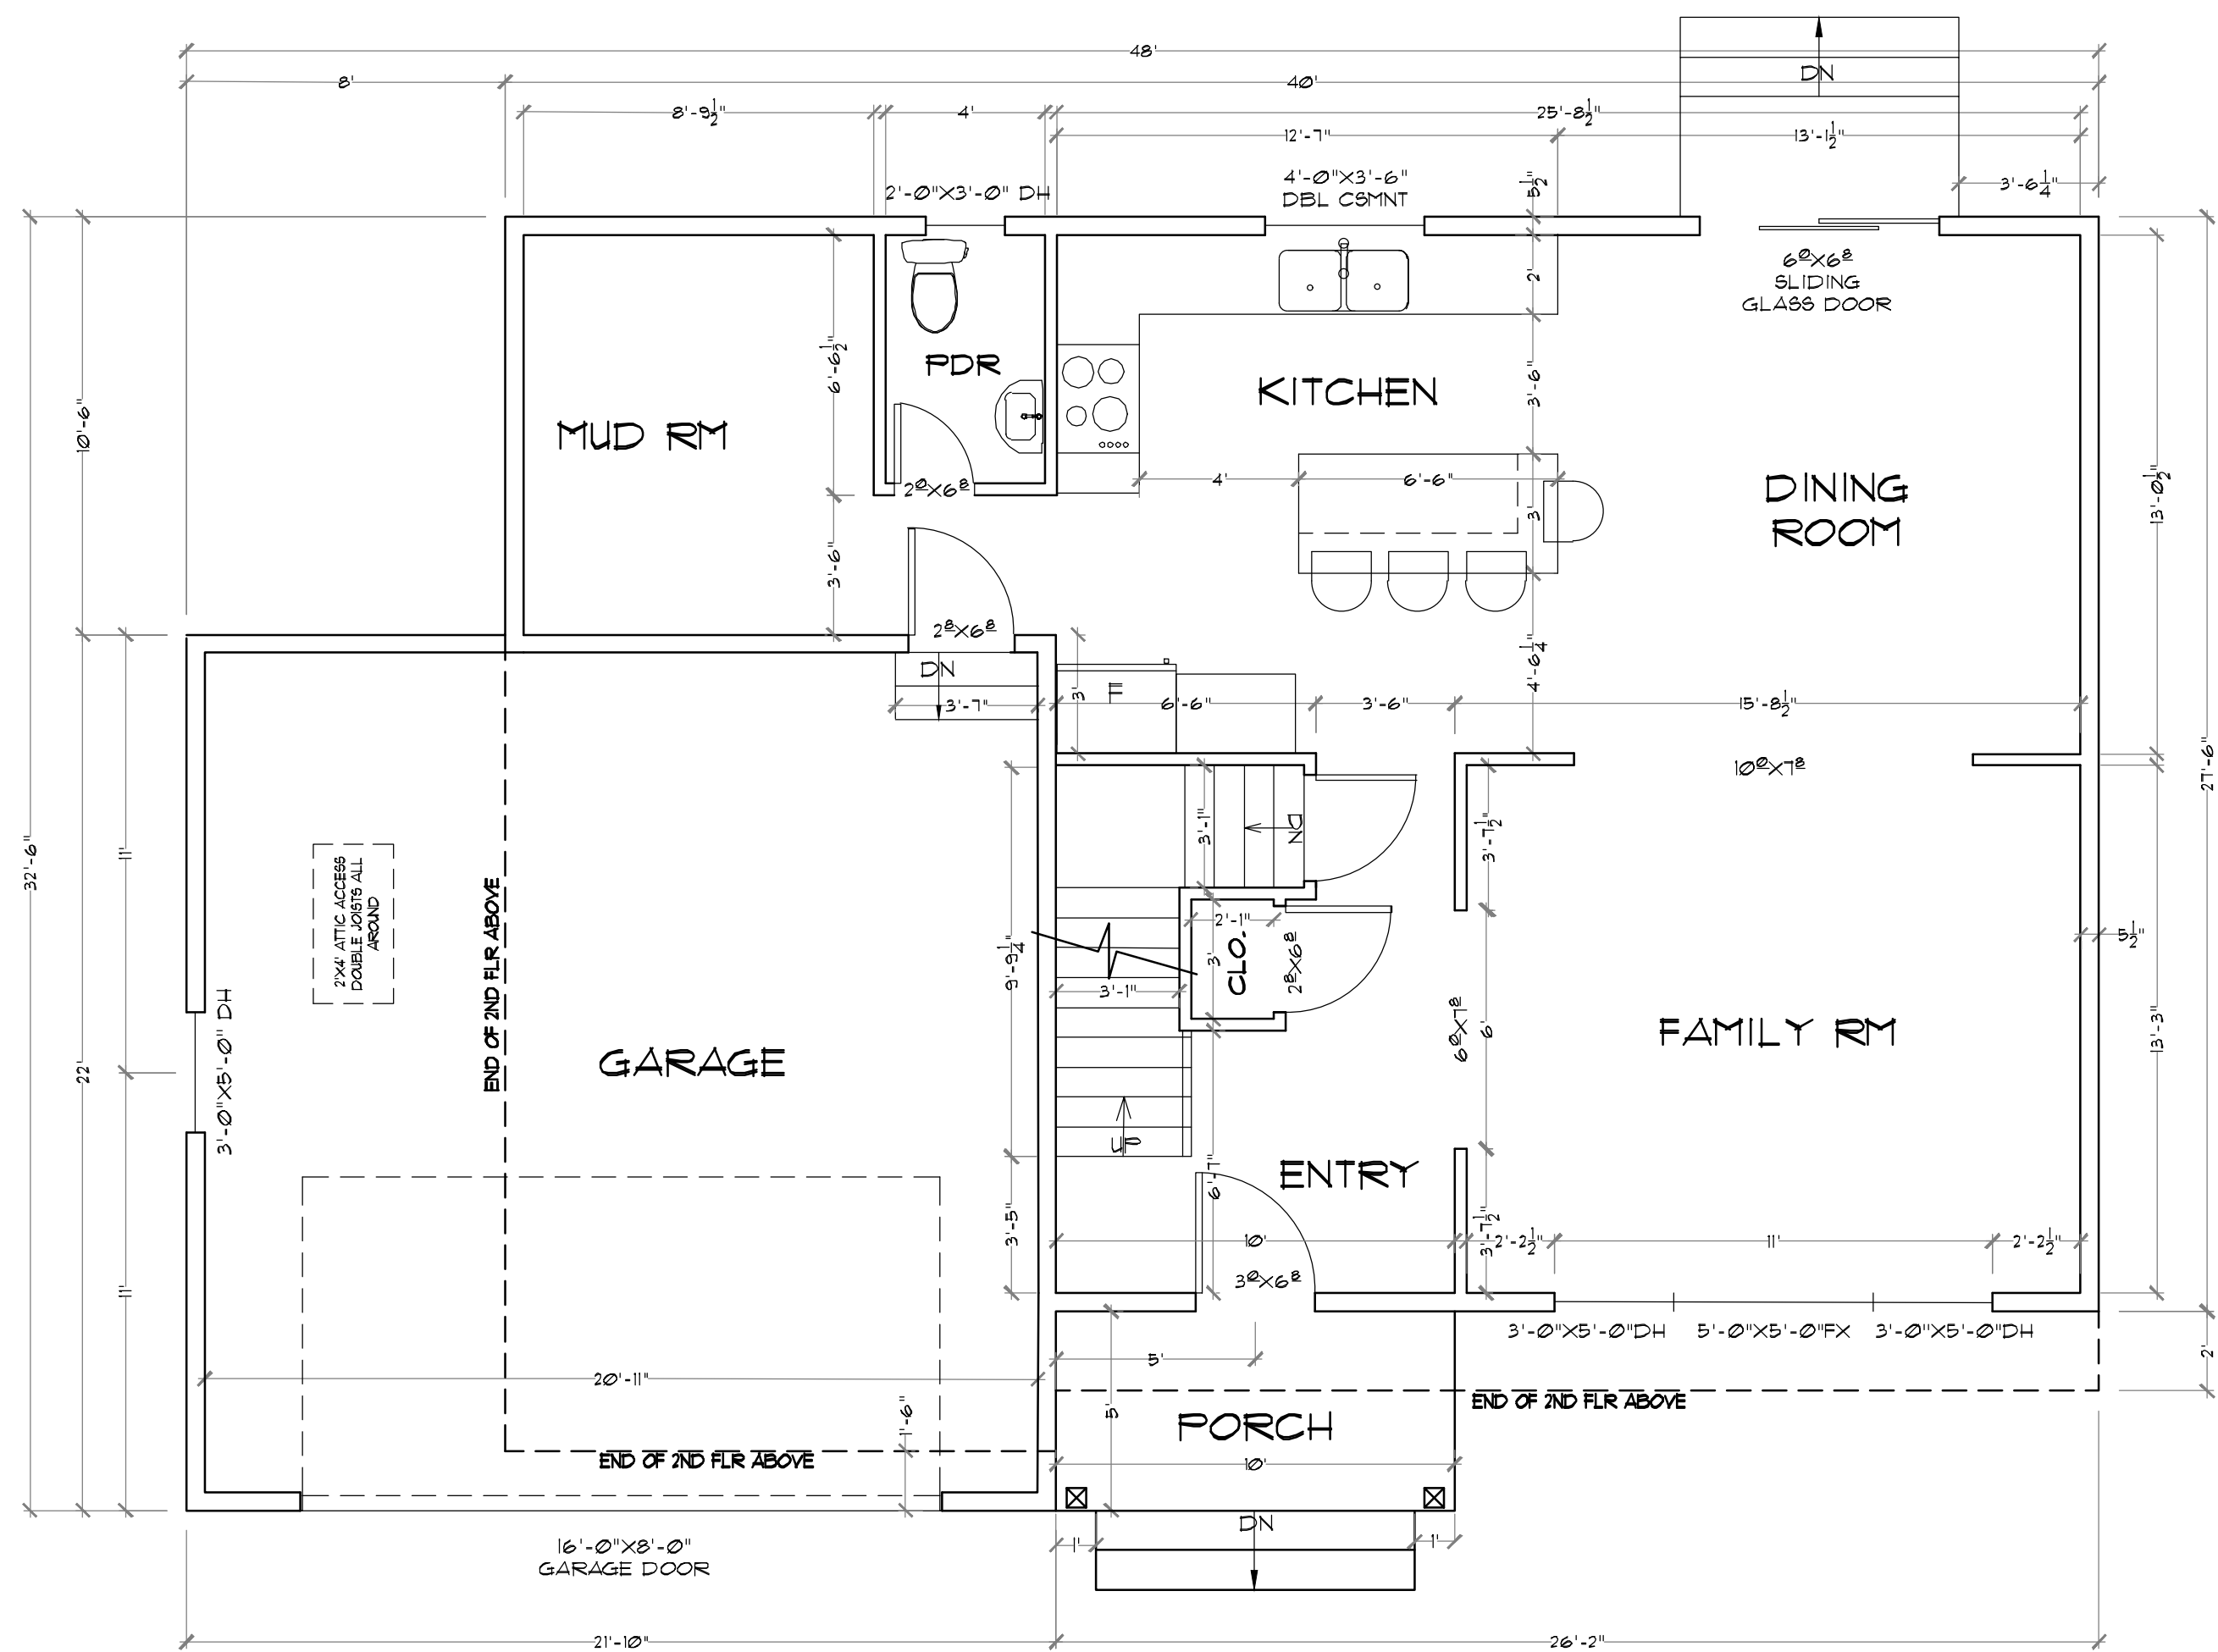 48'
8'
40'
8'-9 1/2"
4'
25'-8 1/2"
12'-7"
13'-1 1/2"
DN
2'-0"X3'-0" DH
4'-0"X3'-6"
DBL CSMNT
5 1/2"
3'-6 1/4"
6⁰X6⁸
SLIDING
GLASS DOOR
2'
PDR
6'-6 1/2"
KITCHEN
3'-6"
MUD RM
10'-6"
2⁰X6⁸
4'
6'-6"
3'
DINING
ROOM
13'-0 1/2"
3'-6"
2⁸X6⁸
DN
3'-7"
3'
F
6'-6"
3'-6"
4'-6 1/4"
15'-8 1/2"
10⁰X7⁸
27'-6"
32'-6"
11'
2'X4' ATTIC ACCESS
DOUBLE JOISTS ALL
AROUND
END OF 2ND FLR ABOVE
3'-1"
DN
3'-7 1/2"
9'-9 1/4"
2'-1"
3'
CLO.
2⁸X6⁸
3'-1"
5 1/2"
3'-0"X5'-0" DH
22'
GARAGE
6⁰X7⁸
6'
FAMILY RM
13'-3"
UP
6'-7"
ENTRY
3'-5"
11'
10'
3'-7 1/2"
2'-2 1/2"
11'
2'-2 1/2"
3⁰X6⁸
3'-0"X5'-0"DH
5'-0"X5'-0"FX
3'-0"X5'-0"DH
2'
5'
20'-11"
1'-6"
5'
END OF 2ND FLR ABOVE
PORCH
END OF 2ND FLR ABOVE
10'
DN
1'
1'
16'-0"X8'-0"
GARAGE DOOR
21'-10"
26'-2"